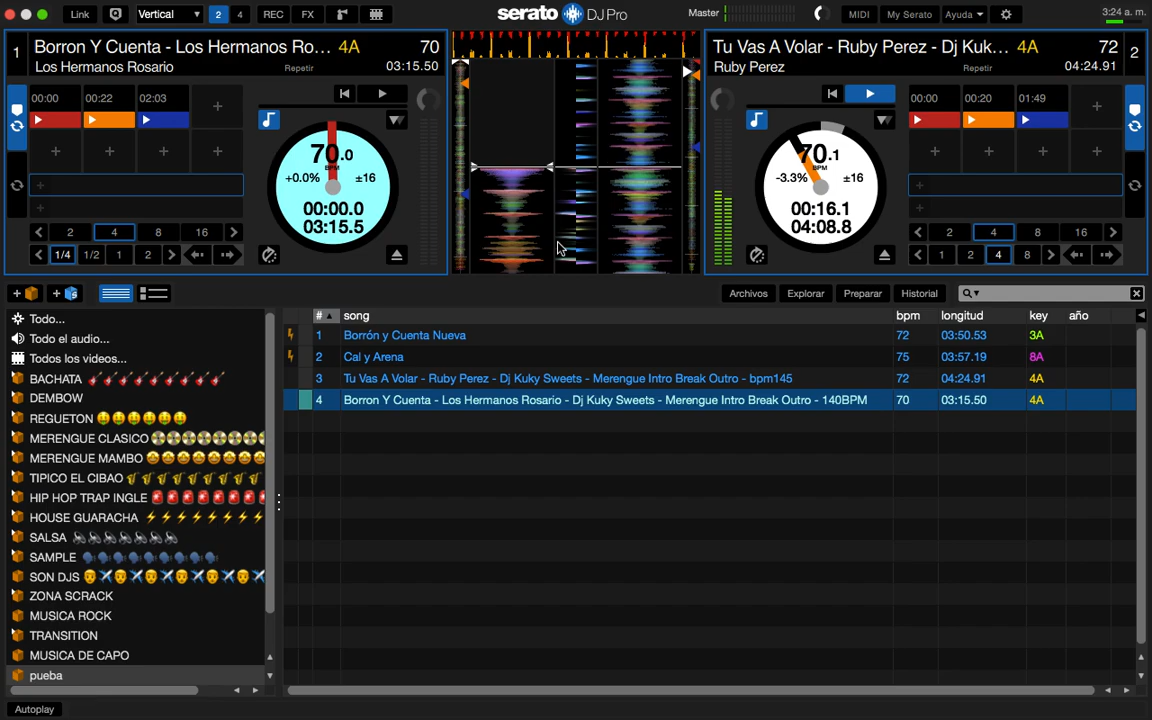 Link Vertical 2 4 REC FX serato DJ Pro Master MIDI My Serato Ayuda 3:24 a. m.
1 Borron Y Cuenta - Los Hermanos Ro... 4A 70
Los Hermanos Rosario Repetir 03:15.50
Tu Vas A Volar - Ruby Perez - Dj Kuk... 4A 72 2
Ruby Perez Repetir 04:24.91
00:00 00:22 02:03
70.0
BPM
+0.0% ±16
00:00.0
03:15.5
2 4 8 16
1/4 1/2 1 2
70.1
BPM
-3.3% ±16
00:16.1
04:08.8
00:00 00:20 01:49
2 4 8 16
1 2 4 8
Archivos Explorar Preparar Historial
# song bpm longitud key año
1 Borrón y Cuenta Nueva 72 03:50.53 3A
2 Cal y Arena 75 03:57.19 8A
3 Tu Vas A Volar - Ruby Perez - Dj Kuky Sweets - Merengue Intro Break Outro - bpm145 72 04:24.91 4A
4 Borron Y Cuenta - Los Hermanos Rosario - Dj Kuky Sweets - Merengue Intro Break Outro - 140BPM 70 03:15.50 4A
Todo...
Todo el audio...
Todos los videos...
BACHATA
DEMBOW
REGUETON
MERENGUE CLASICO
MERENGUE MAMBO
TIPICO EL CIBAO
HIP HOP TRAP INGLE
HOUSE GUARACHA
SALSA
SAMPLE
SON DJS
ZONA SCRACK
MUSICA ROCK
TRANSITION
MUSICA DE CAPO
pueba
Autoplay